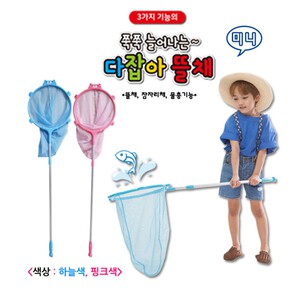 3가지 기능의
쭉쭉 늘어나는~
미니
다잡아 뜰채
*뜰채, 잠자리채, 물총기능*
<색상 : 하늘색, 핑크색>